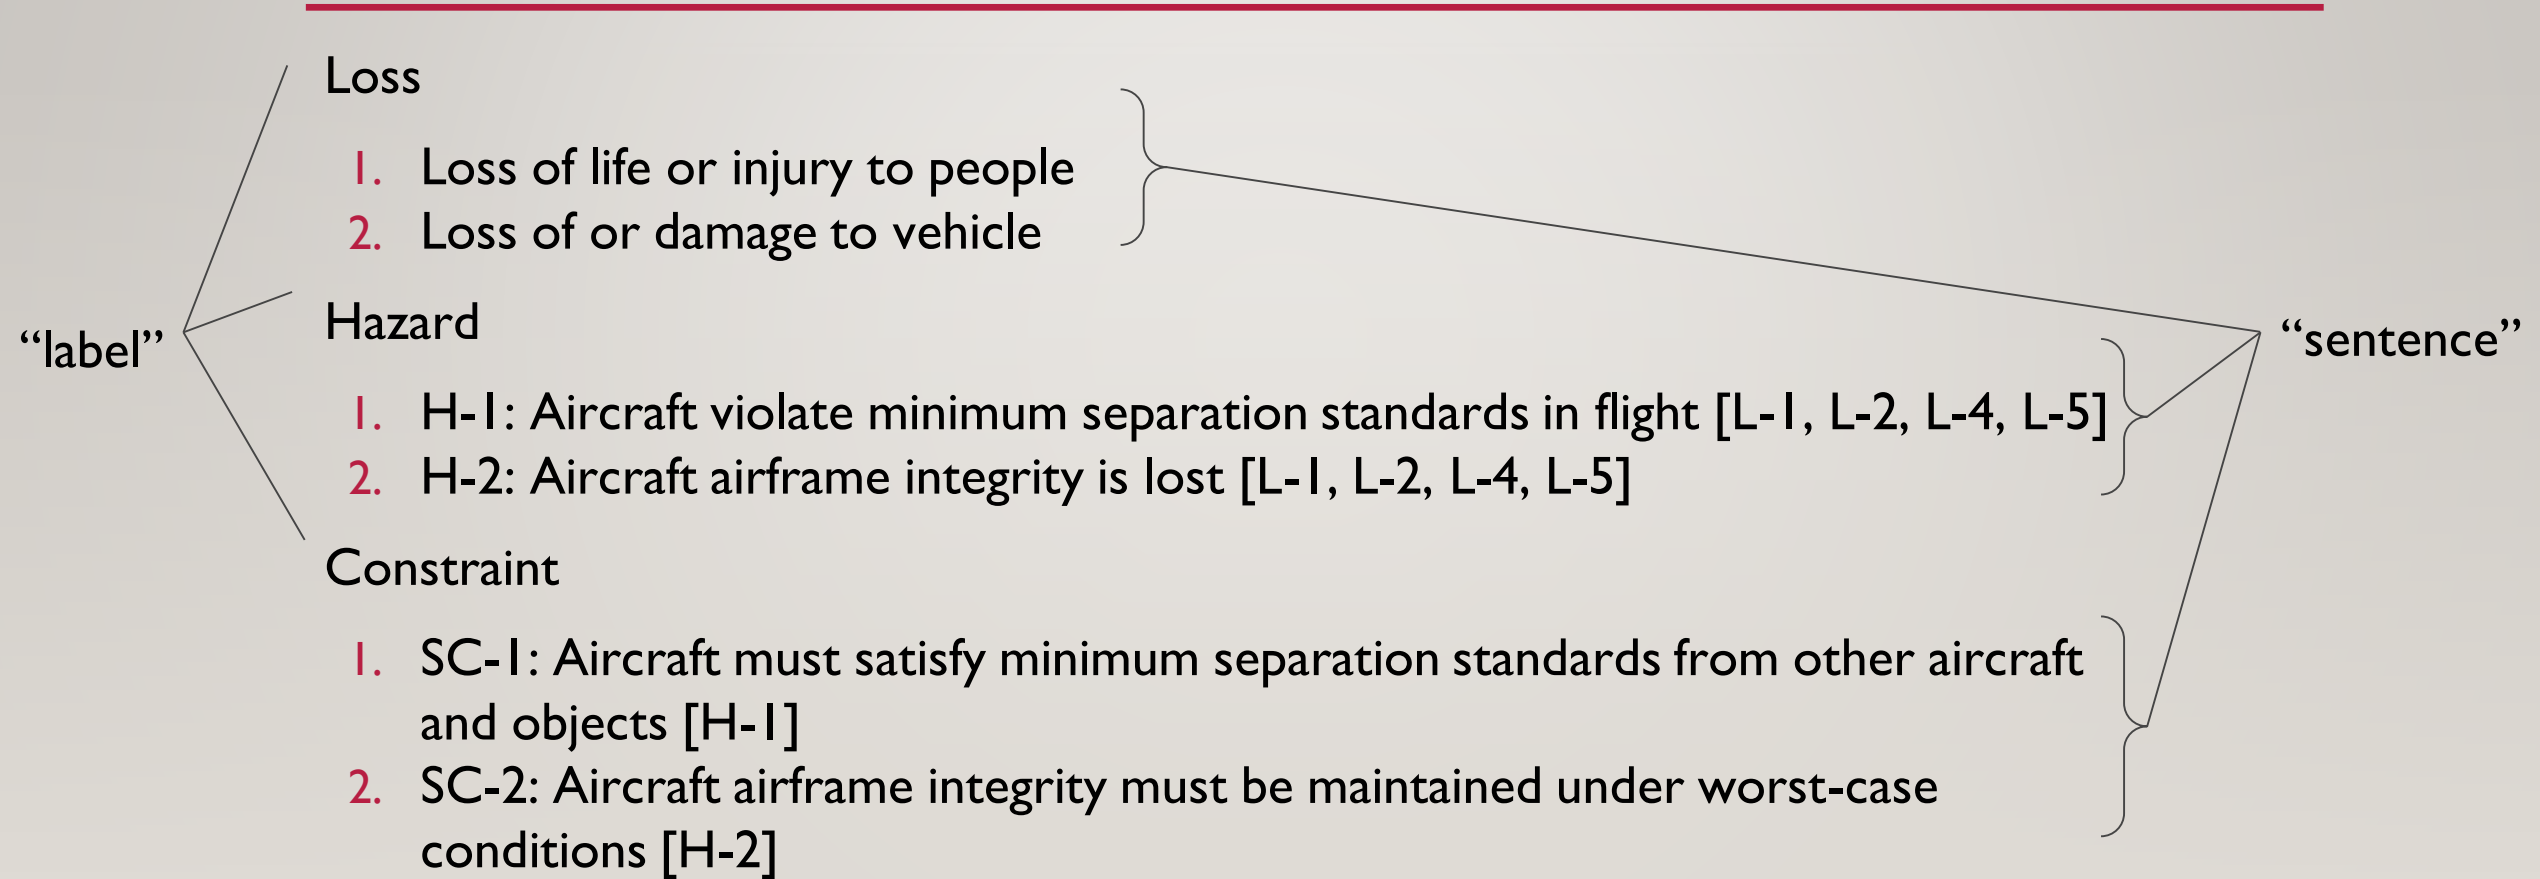 Loss
1. Loss of life or injury to people
2. Loss of or damage to vehicle
Hazard
“label”
“sentence”
1. H-1: Aircraft violate minimum separation standards in flight [L-1, L-2, L-4, L-5]
2. H-2: Aircraft airframe integrity is lost [L-1, L-2, L-4, L-5]
Constraint
1. SC-1: Aircraft must satisfy minimum separation standards from other aircraft
and objects [H-1]
2. SC-2: Aircraft airframe integrity must be maintained under worst-case
conditions [H-2]